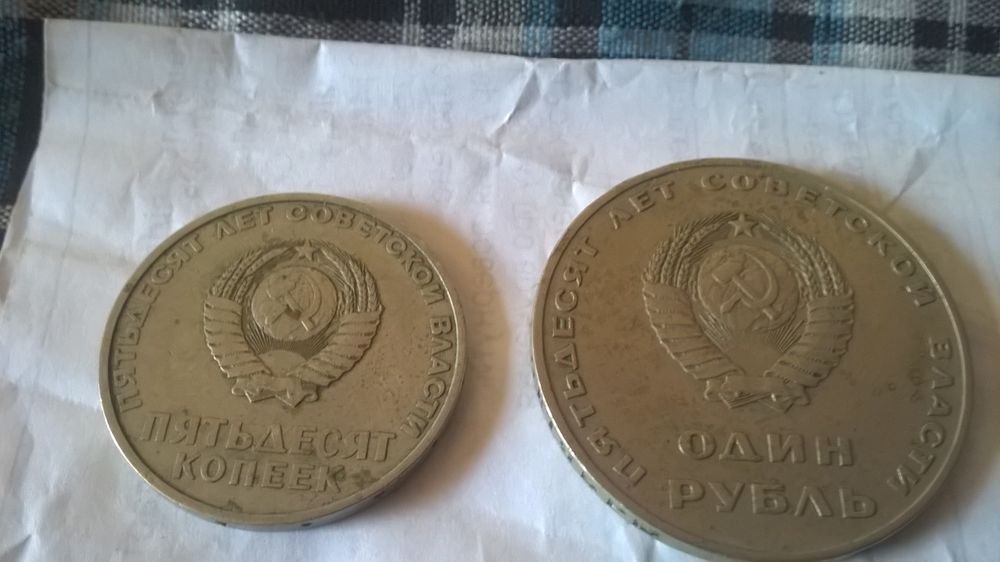 ПЯТЬДЕСЯТ ЛЕТ СОВЕТСКОЙ ВЛАСТИ
ПЯТЬДЕСЯТ
КОПЕЕК
ПЯТЬДЕСЯТ ЛЕТ СОВЕТСКОЙ ВЛАСТИ
ОДИН
РУБЛЬ